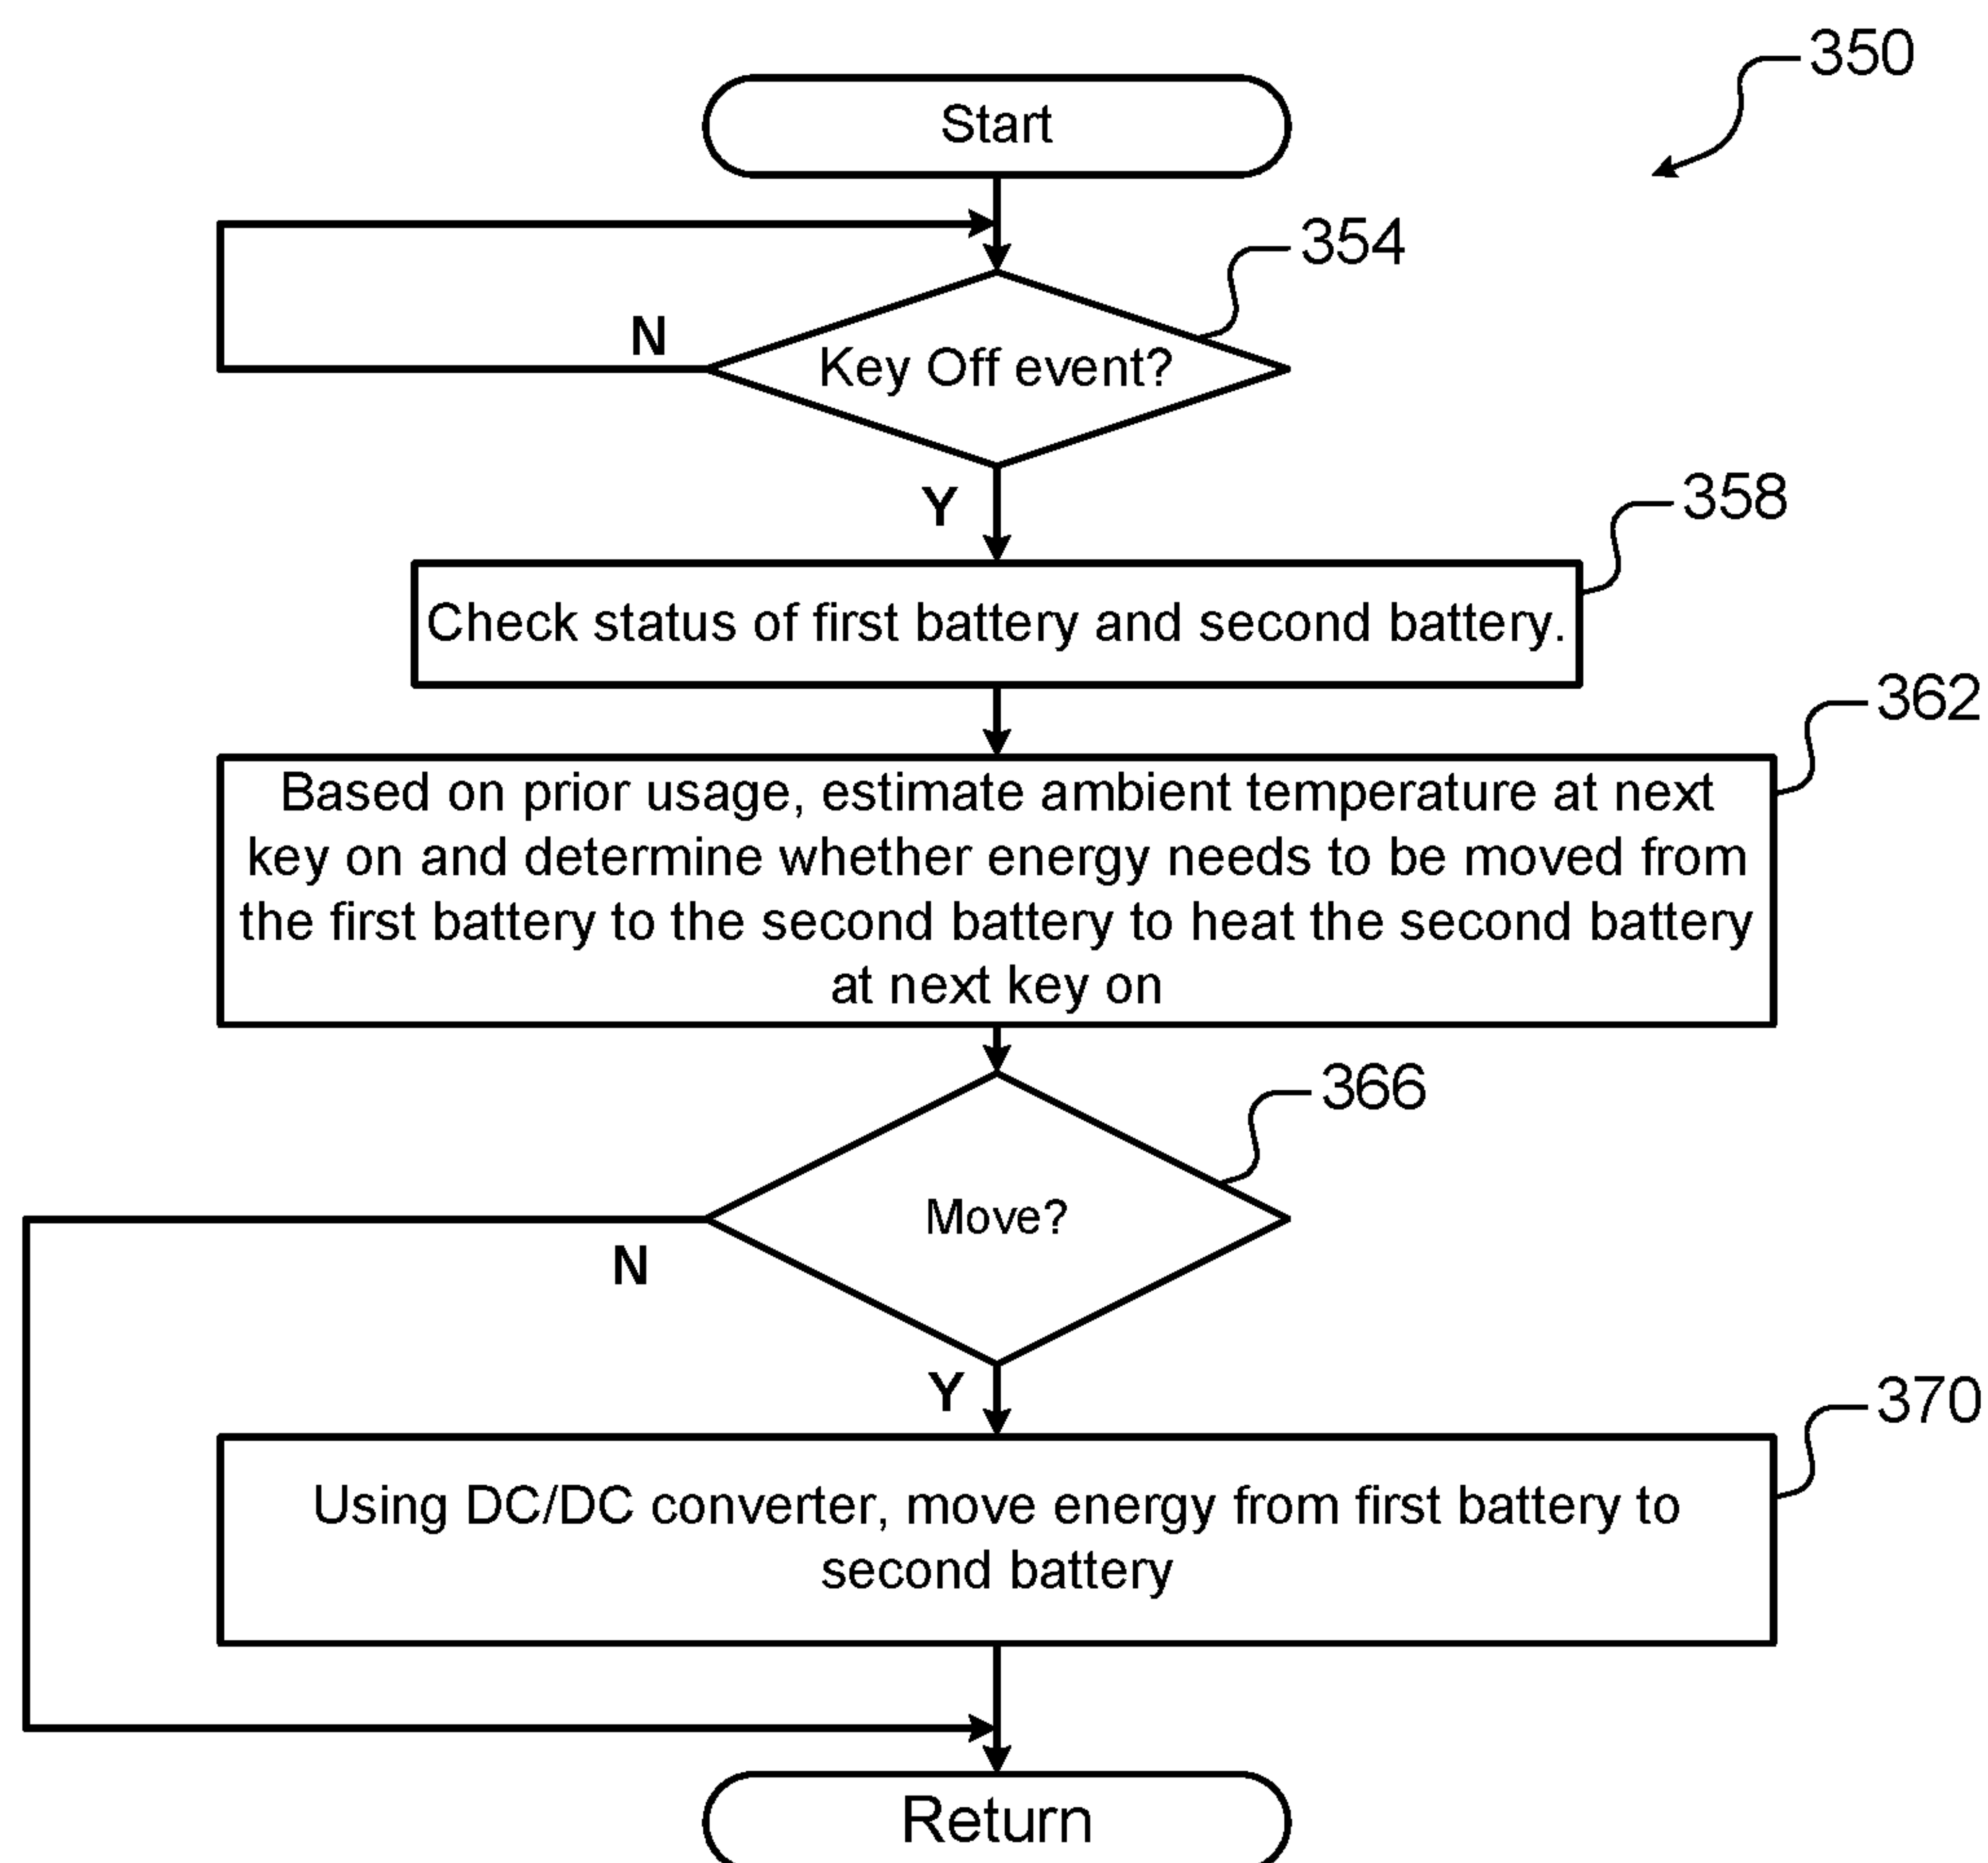 350
Start
354
N
Key Off event?
Y
358
Check status of first battery and second battery.
362
Based on prior usage, estimate ambient temperature at next
key on and determine whether energy needs to be moved from
the first battery to the second battery to heat the second battery
at next key on
366
Move?
N
Y
370
Using DC/DC converter, move energy from first battery to
second battery
Return